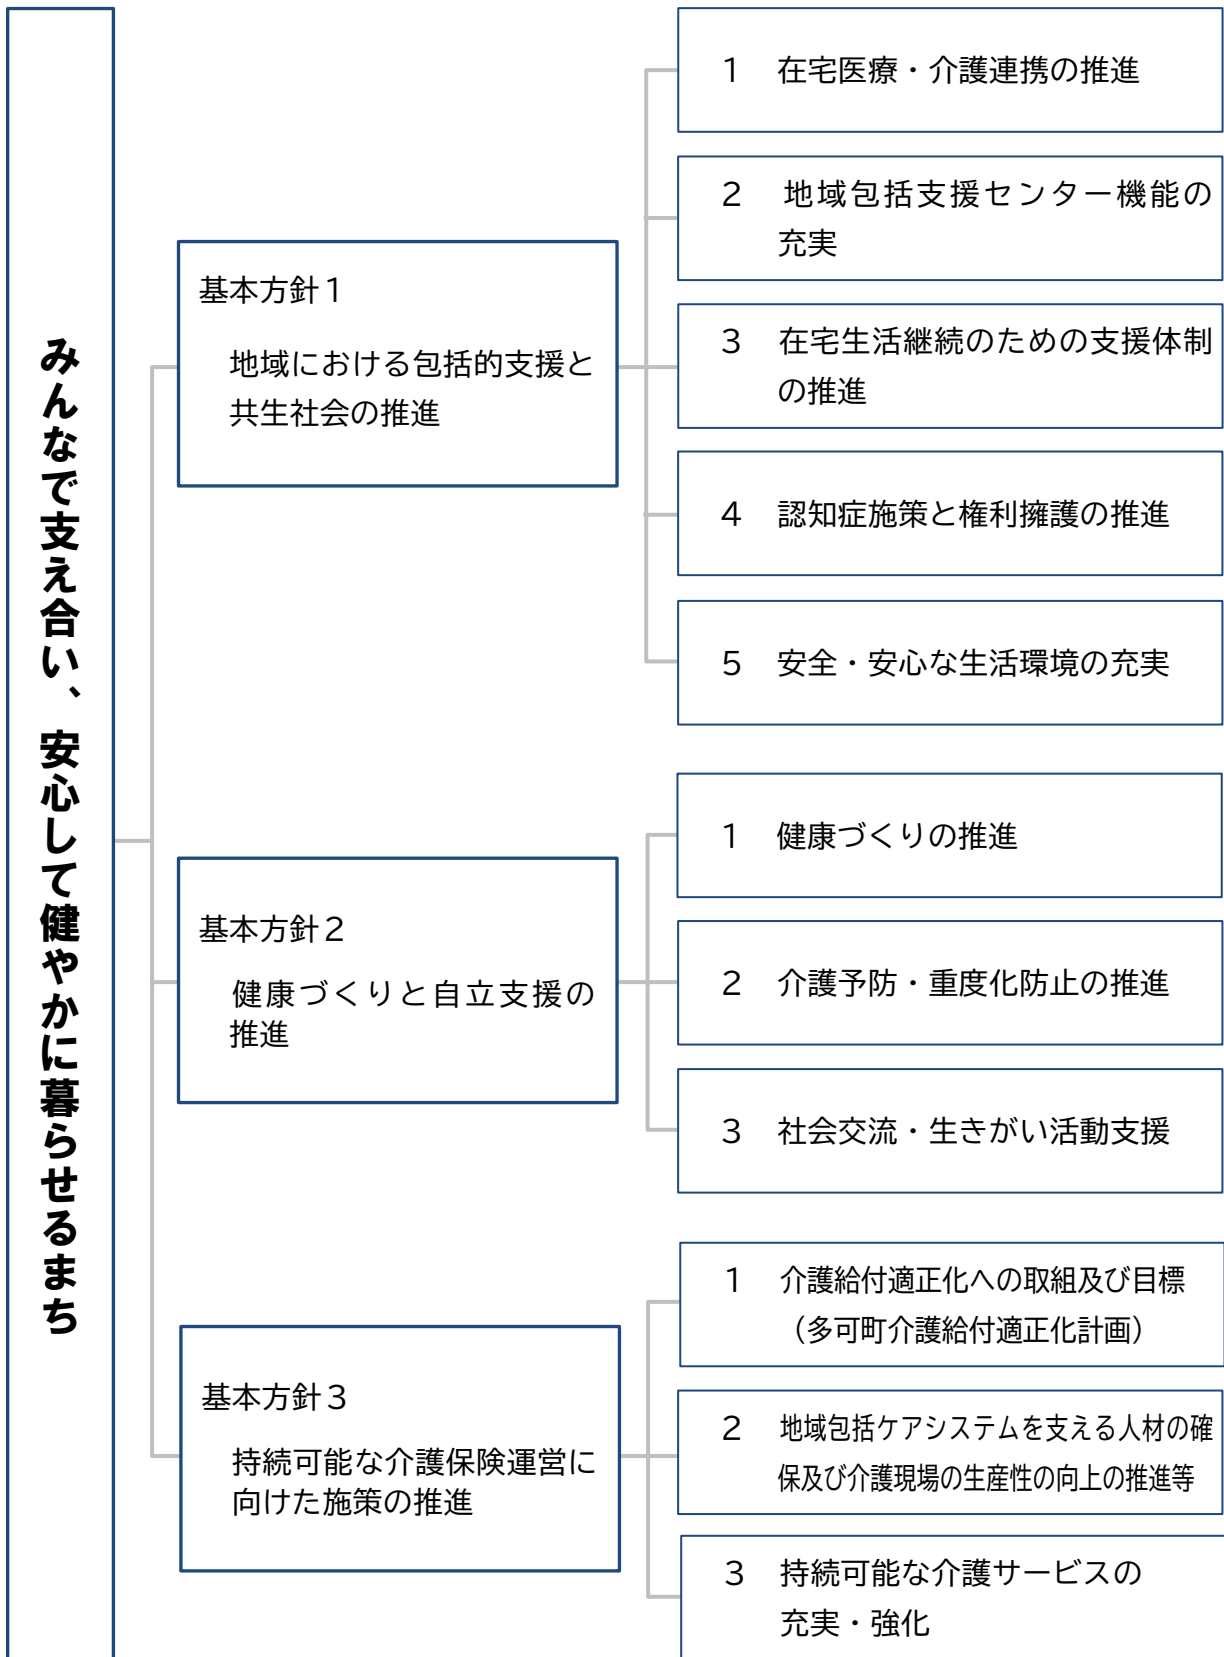 みんなで支え合い、安心して健やかに暮らせるまち
基本方針１
地域における包括的支援と
共生社会の推進
１　在宅医療・介護連携の推進
２　地域包括支援センター機能の
充実
３　在宅生活継続のための支援体制
の推進
４　認知症施策と権利擁護の推進
５　安全・安心な生活環境の充実
基本方針２
健康づくりと自立支援の
推進
１　健康づくりの推進
２　介護予防・重度化防止の推進
３　社会交流・生きがい活動支援
基本方針３
持続可能な介護保険運営に
向けた施策の推進
１　介護給付適正化への取組及び目標
（多可町介護給付適正化計画）
２　地域包括ケアシステムを支える人材の確
保及び介護現場の生産性の向上の推進等
３　持続可能な介護サービスの
充実・強化